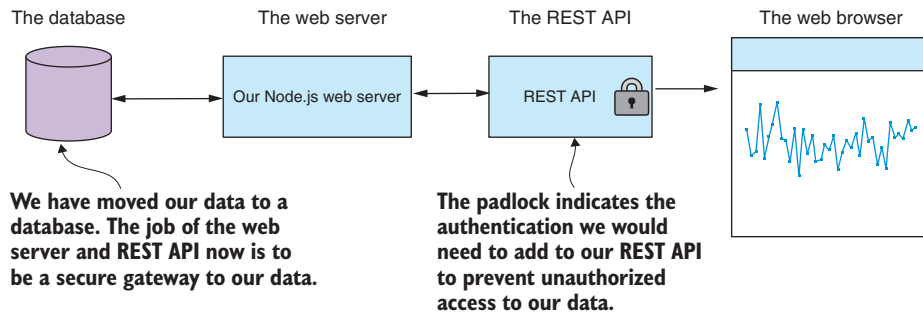 The database
The web server
The REST API
The web browser
Our Node.js web server
REST API
We have moved our data to a
database. The job of the web
server and REST API now is to
be a secure gateway to our data.
The padlock indicates the
authentication we would
need to add to our REST API
to prevent unauthorized
access to our data.